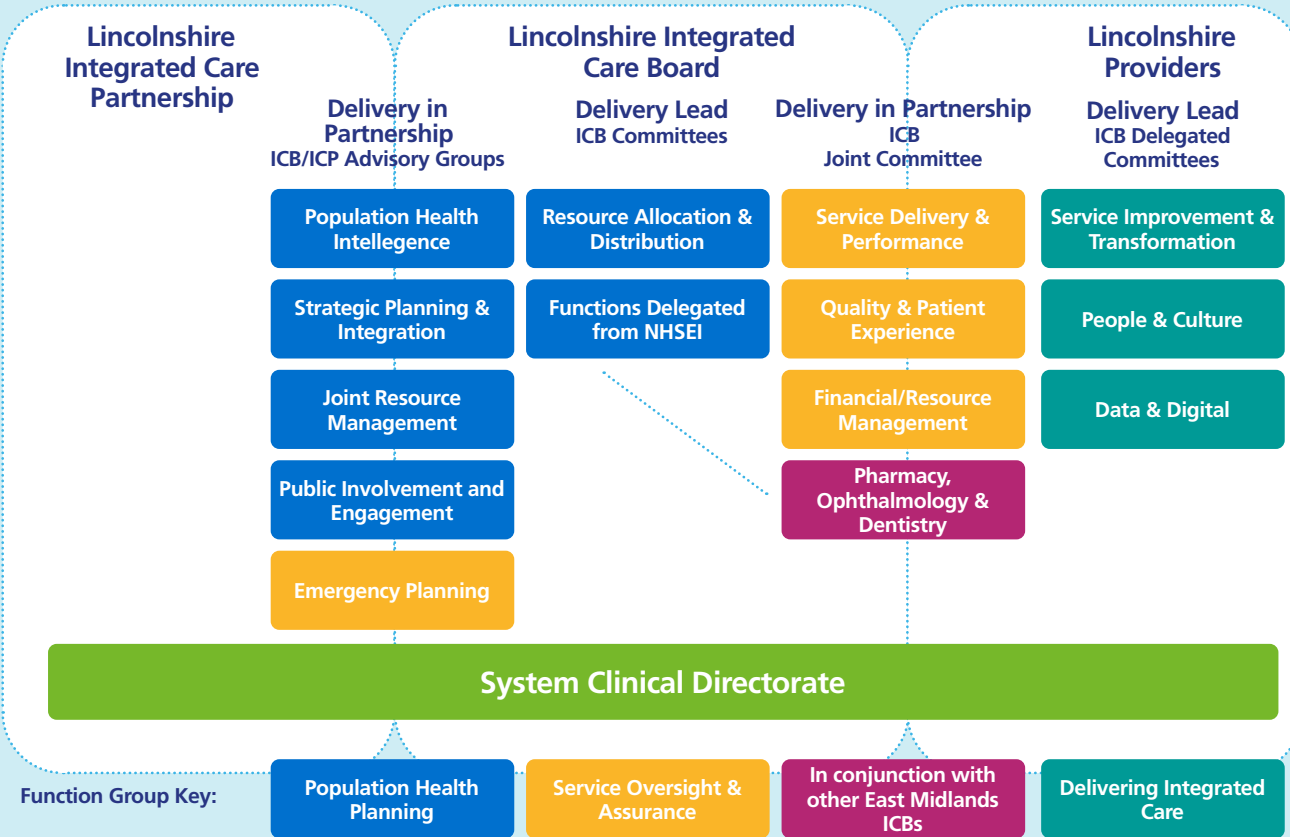 Lincolnshire
Integrated Care
Partnership
Lincolnshire Integrated
Care Board
Lincolnshire
Providers
Delivery in
Partnership
ICB/ICP Advisory Groups
Delivery Lead
ICB Committees
Delivery in Partnership
ICB
Joint Committee
Delivery Lead
ICB Delegated
Committees
Population Health
Intellegence
Resource Allocation &
Distribution
Service Delivery &
Performance
Service Improvement &
Transformation
Strategic Planning &
Integration
Functions Delegated
from NHSEI
Quality & Patient
Experience
People & Culture
Joint Resource
Management
Financial/Resource
Management
Data & Digital
Public Involvement and
Engagement
Pharmacy,
Ophthalmology &
Dentistry
Emergency Planning
System Clinical Directorate
Function Group Key:
Population Health
Planning
Service Oversight &
Assurance
In conjunction with
other East Midlands
ICBs
Delivering Integrated
Care